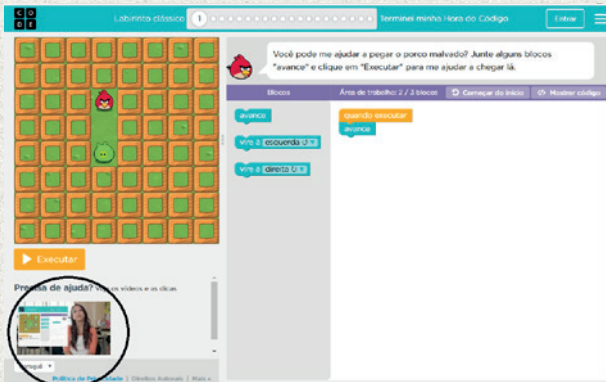 C O
D E
Labirinto clássico 1 Terminei minha Hora do Código Entrar
Você pode me ajudar a pegar o porco malvado? Junte alguns blocos
"avance" e clique em "Executar" para me ajudar a chegar lá.
Blocos Área de trabalho: 2 / 3 blocos Começar do início Mostrar código
avance
vire à esquerda
vire à direita
quando executar
avance
Executar
Precisa de ajuda? os vídeos e as dicas
Política de Privacidade | Direitos Autorais | Mais